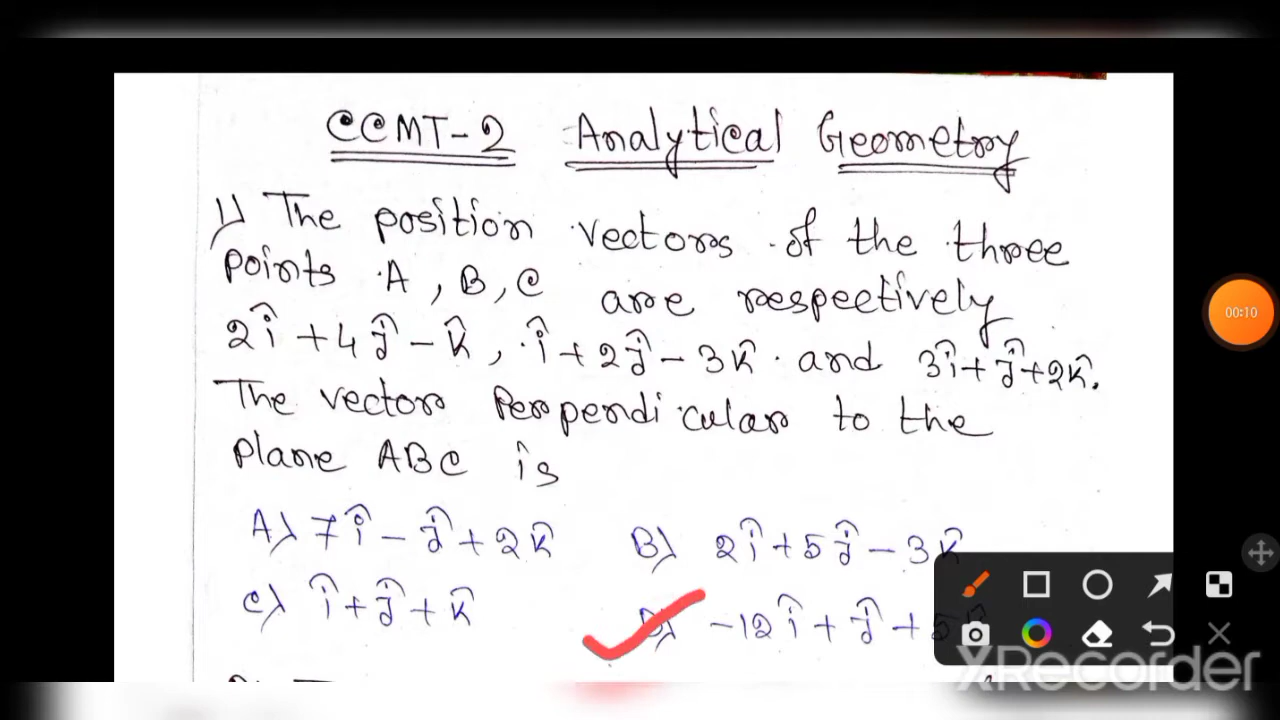 CCMT-2 Analytical Geometry
1) The position vectors of the three
points A, B, C are respectively
2î + 4ĵ - k̂, î + 2ĵ - 3k̂ and 3î + ĵ + 2k̂.
The vector Perpendicular to the
plane ABC is
A) 7î - ĵ + 2k̂ B) 2î + 5ĵ - 3k̂
C) î + ĵ + k̂ D) -12î + ĵ + 5k̂
00:10
XRecorder